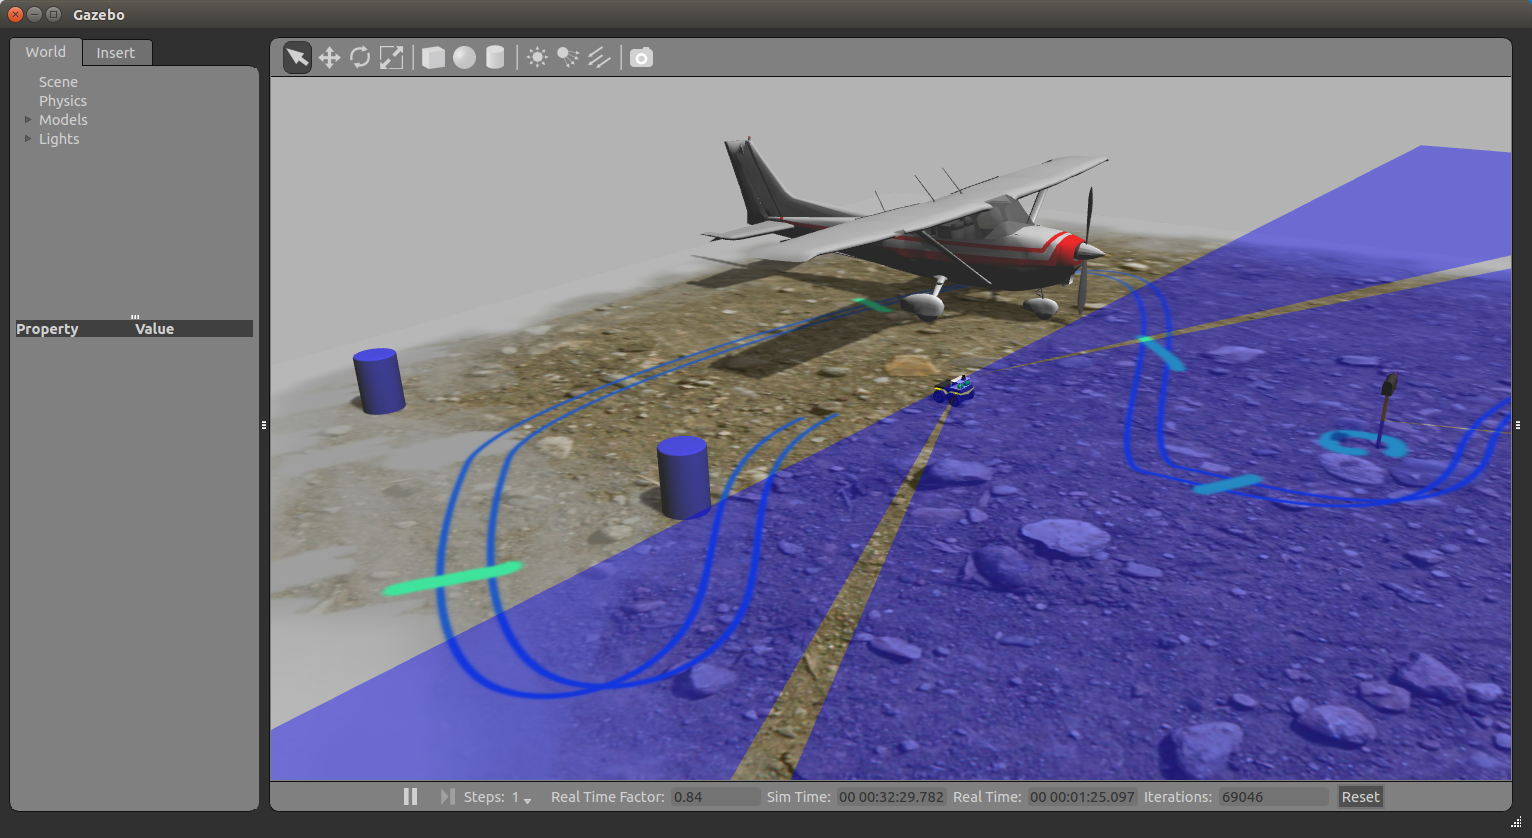 Gazebo
World Insert
Scene
Physics
Models
Lights
Property Value
Steps: 1 Real Time Factor: 0.84 Sim Time: 00 00:32:29.782 Real Time: 00 00:01:25.097 Iterations: 69046 Reset